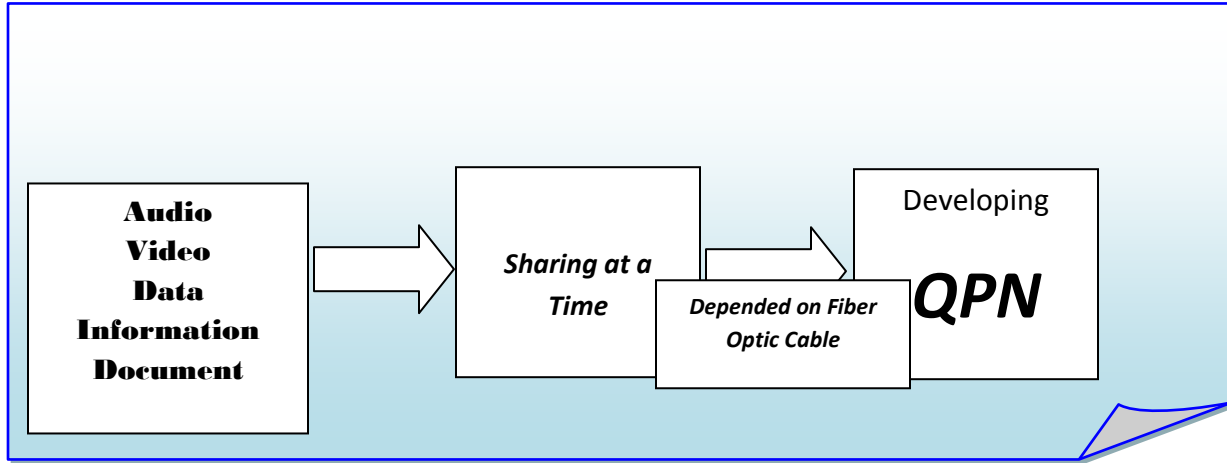 Audio
Video
Data
Information
Document
Sharing at a
Time
Depended on Fiber
Optic Cable
Developing
QPN